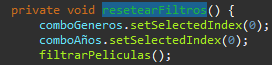 private void resetearFiltros() {
comboGeneros.setSelectedIndex(0);
comboAños.setSelectedIndex(0);
filtrarPeliculas();